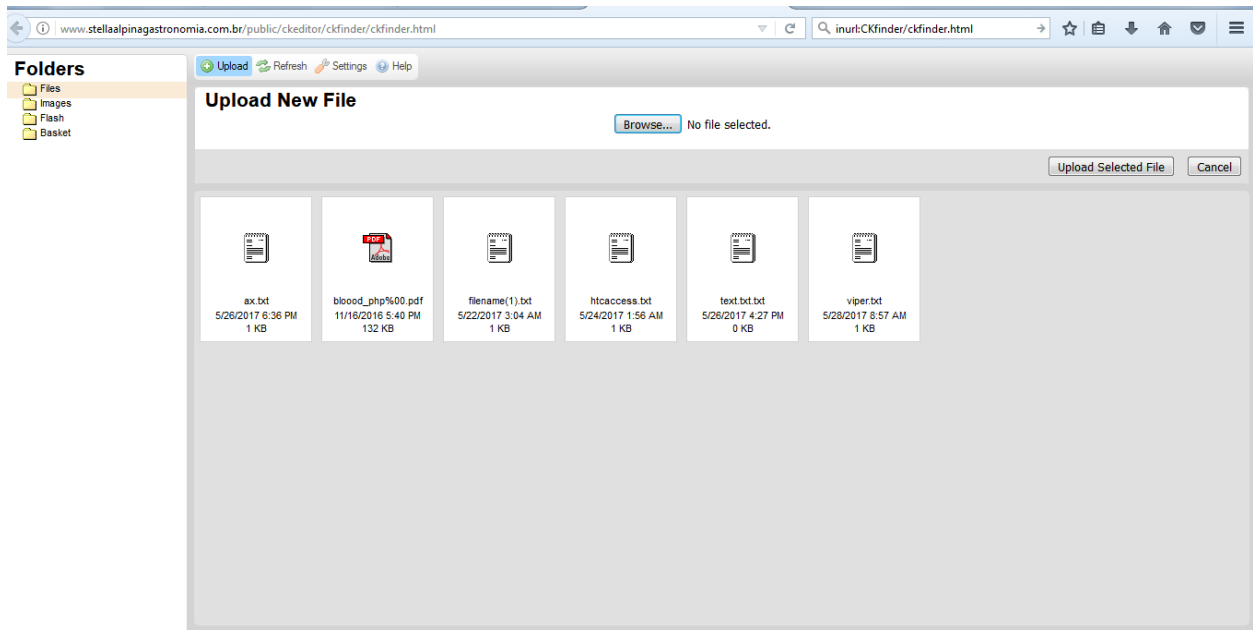 www.stellaalpinagastronomia.com.br/public/ckeditor/ckfinder/ckfinder.html
inurl:CKfinder/ckfinder.html
Folders
Files
Images
Flash
Basket
Upload Refresh Settings Help
Upload New File
Browse... No file selected.
Upload Selected File Cancel
PDF
Adobe
ax.txt
5/26/2017 6:36 PM
1 KB
bloood_php%00.pdf
11/16/2016 5:40 PM
132 KB
filename(1).txt
5/22/2017 3:04 AM
1 KB
htcaccess.txt
5/24/2017 1:56 AM
1 KB
text.txt.txt
5/26/2017 4:27 PM
0 KB
viper.txt
5/28/2017 8:57 AM
1 KB